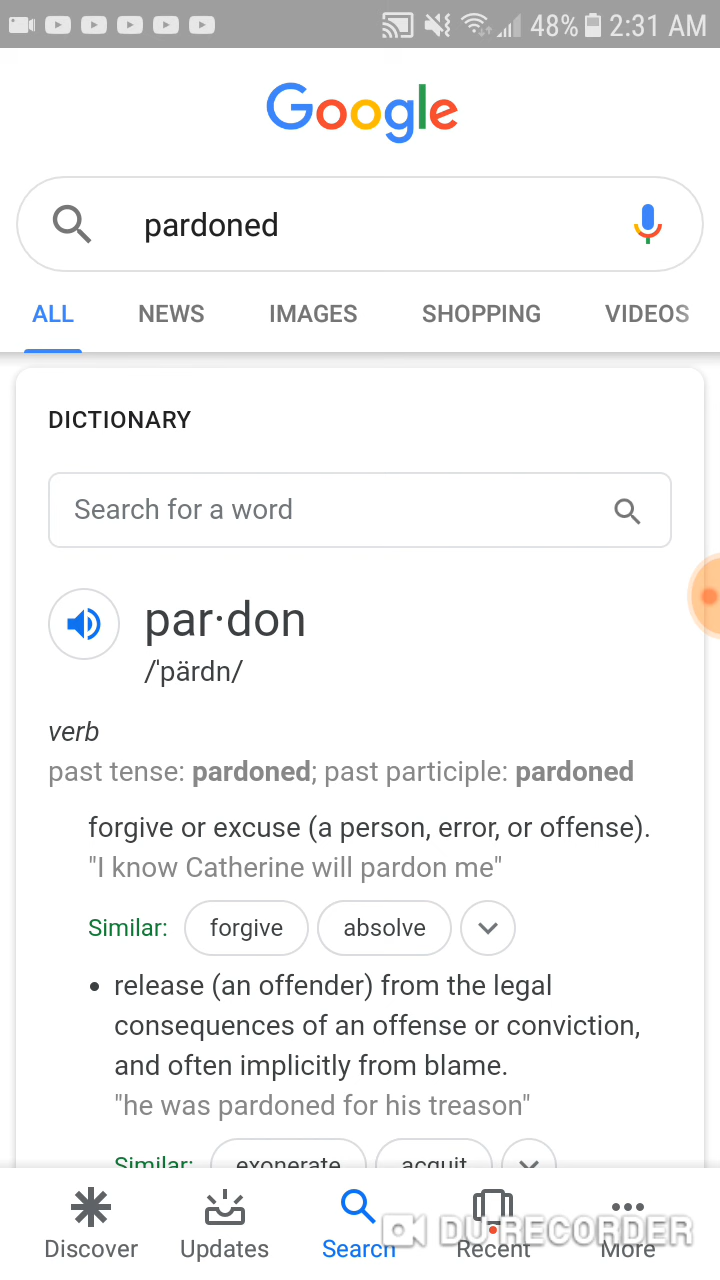 48% 2:31 AM
Google
pardoned
ALL NEWS IMAGES SHOPPING VIDEOS
DICTIONARY
Search for a word
par·don
/ˈpärdn/
verb
past tense: pardoned; past participle: pardoned
forgive or excuse (a person, error, or offense).
"I know Catherine will pardon me"
Similar: forgive absolve
• release (an offender) from the legal
consequences of an offense or conviction,
and often implicitly from blame.
"he was pardoned for his treason"
Similar: exonerate acquit
DU RECORDER
Discover Updates Search Recent More